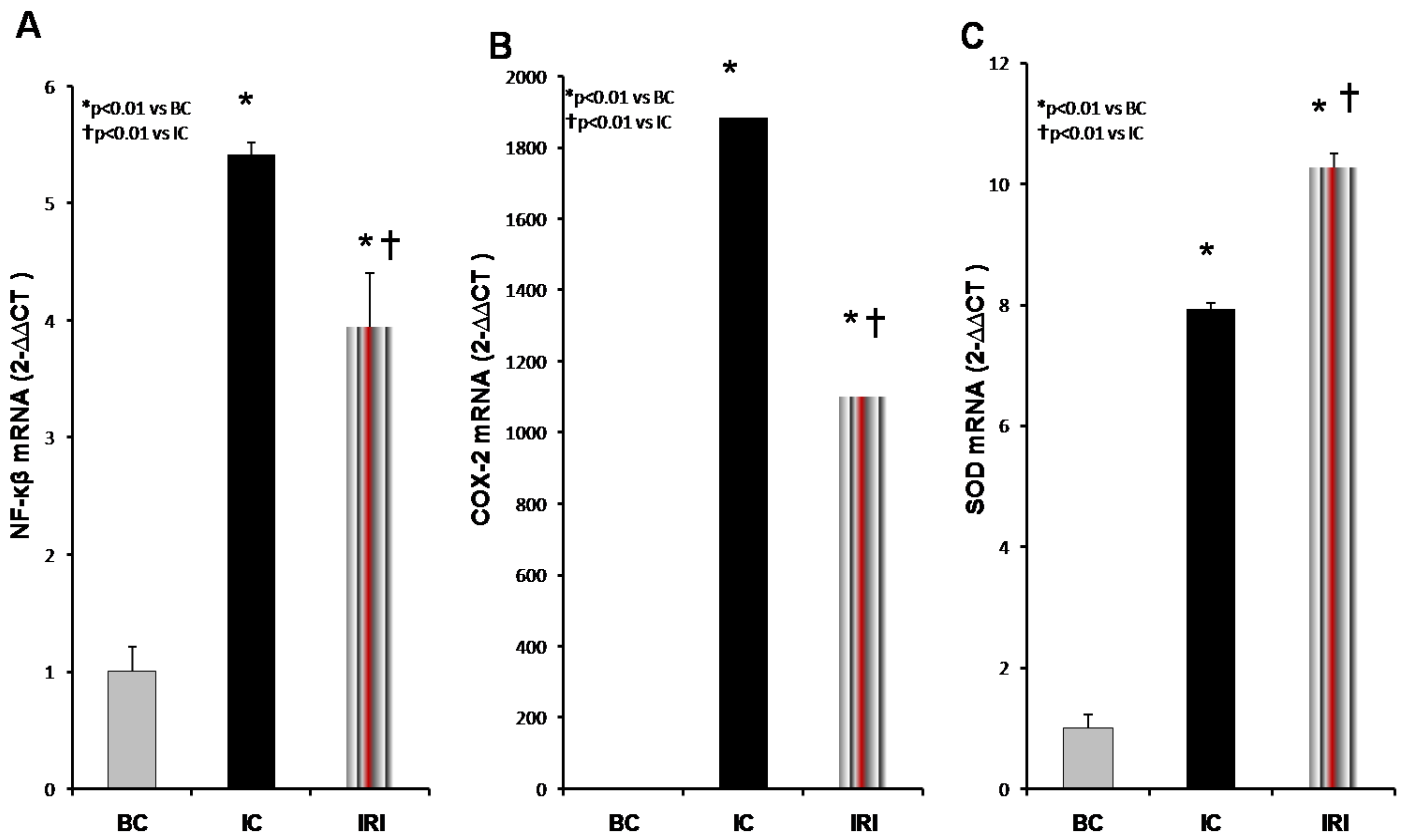 A
NF-κβ mRNA (2-ΔΔCT )
6
5
4
3
2
1
0
*p<0.01 vs BC
†p<0.01 vs IC
*
* †
BC IC IRI
B
COX-2 mRNA (2-ΔΔCT )
2000
1800
1600
1400
1200
1000
800
600
400
200
0
*p<0.01 vs BC
†p<0.01 vs IC
*
* †
BC IC IRI
C
SOD mRNA (2-ΔΔCT )
12
10
8
6
4
2
0
*p<0.01 vs BC
†p<0.01 vs IC
*
* †
BC IC IRI